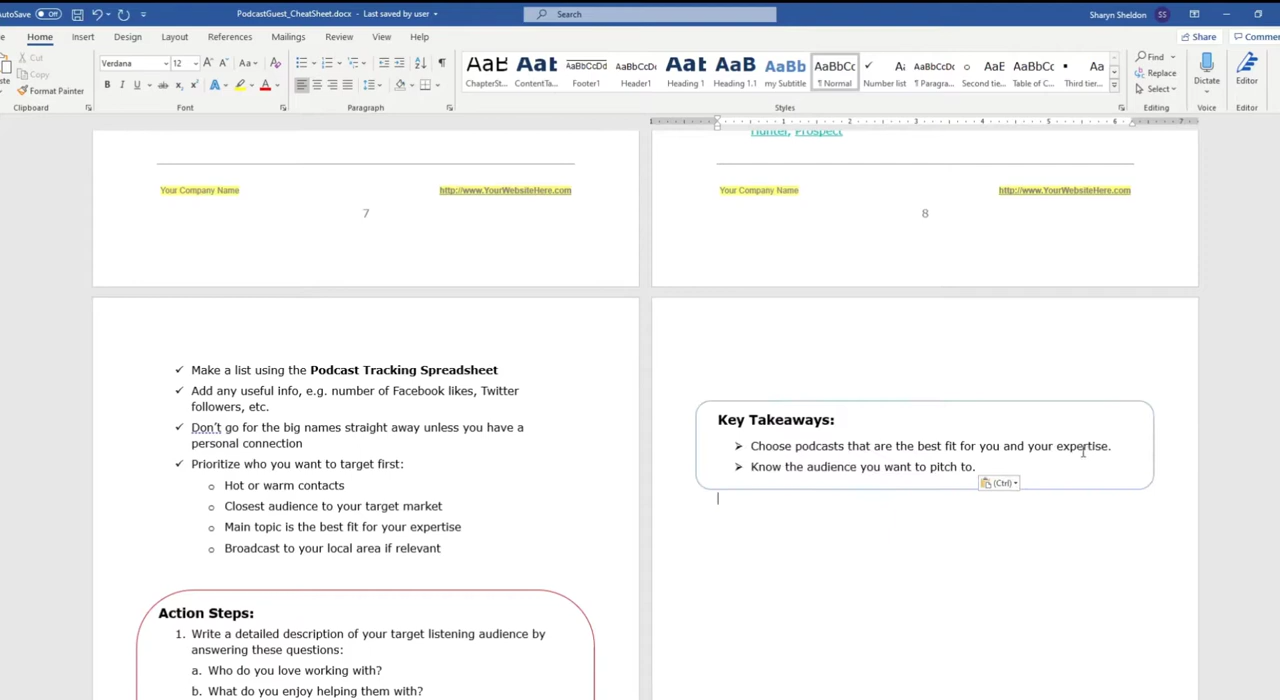 AutoSave Off
PodcastGuest_CheatSheet.docx - Last saved by user
Search
Sharyn Sheldon
SS
Home Insert Design Layout References Mailings Review View Help
Share
Cut
Copy
Format Painter
Clipboard
Verdana 12
Font
Paragraph
ChapterS...
ContentTa...
Footer1
Header1
Heading 1
Heading 1.1
my Subtitle
¶ Normal
Number list
¶ Paragra...
Second tie...
Table of C...
Third tier...
Styles
Find
Replace
Select
Editing
Dictate
Voice
Editor
Editor
Hunter, Prospect
Your Company Name http://www.YourWebsiteHere.com
7
Your Company Name http://www.YourWebsiteHere.com
8
✓ Make a list using the Podcast Tracking Spreadsheet
✓ Add any useful info, e.g. number of Facebook likes, Twitter
followers, etc.
✓ Don't go for the big names straight away unless you have a
personal connection
✓ Prioritize who you want to target first:
o Hot or warm contacts
o Closest audience to your target market
o Main topic is the best fit for your expertise
o Broadcast to your local area if relevant
Action Steps:
1. Write a detailed description of your target listening audience by
answering these questions:
a. Who do you love working with?
b. What do you enjoy helping them with?
Key Takeaways:
➢ Choose podcasts that are the best fit for you and your expertise.
➢ Know the audience you want to pitch to.
(Ctrl)